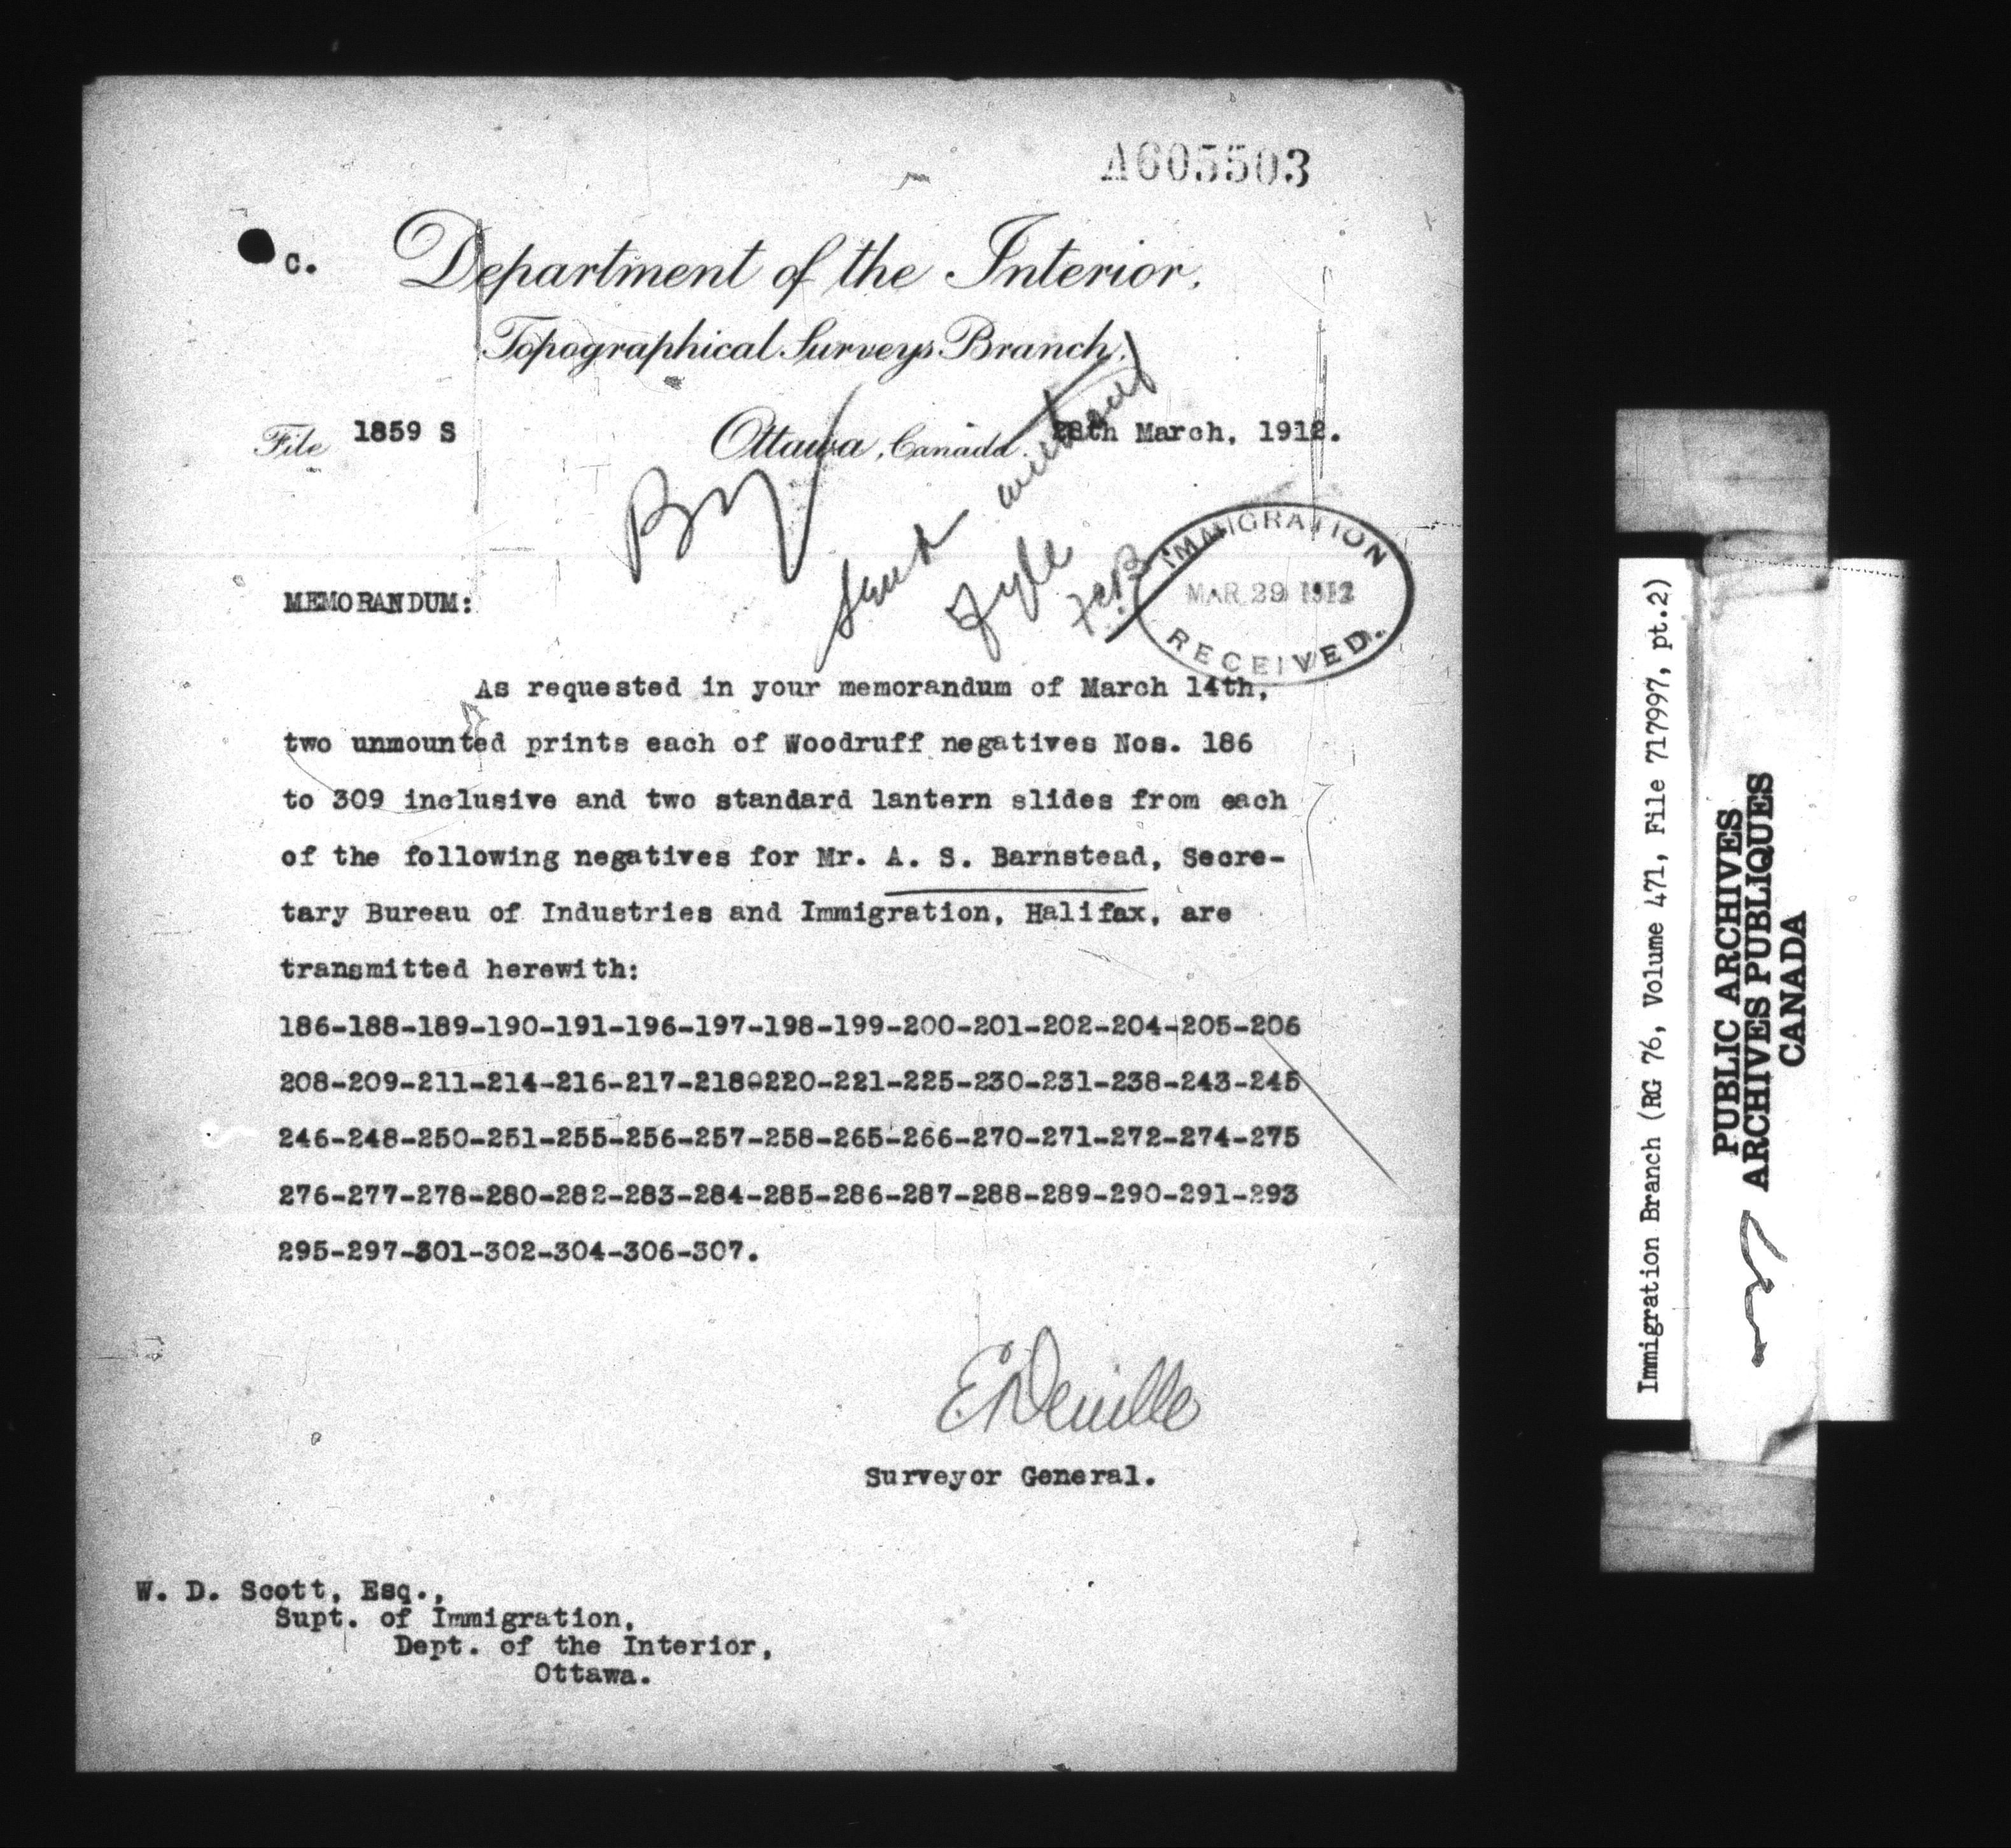 A605503
c. Department of the Interior,
Topographical Surveys Branch,
File 1859 S Ottawa, Canada. 28th March, 1912.
IMMIGRATION
MAR 29 1912
RECEIVED.
MEMORANDUM:
As requested in your memorandum of March 14th,
two unmounted prints each of Woodruff negatives Nos. 186
to 309 inclusive and two standard lantern slides from each
of the following negatives for Mr. A. S. Barnstead, Secre-
tary Bureau of Industries and Immigration, Halifax, are
transmitted herewith:
186-188-189-190-191-196-197-198-199-200-201-202-204-205-206
208-209-211-214-216-217-218-220-221-225-230-231-238-243-245
246-248-250-251-255-256-257-258-265-266-270-271-272-274-275
276-277-278-280-282-283-284-285-286-287-288-289-290-291-293
295-297-301-302-304-306-307.
E Deville
Surveyor General.
W. D. Scott, Esq.,
Supt. of Immigration,
Dept. of the Interior,
Ottawa.
Immigration Branch (RG 76, Volume 471, File 717997, pt.2)
PUBLIC ARCHIVES
ARCHIVES PUBLIQUES
CANADA